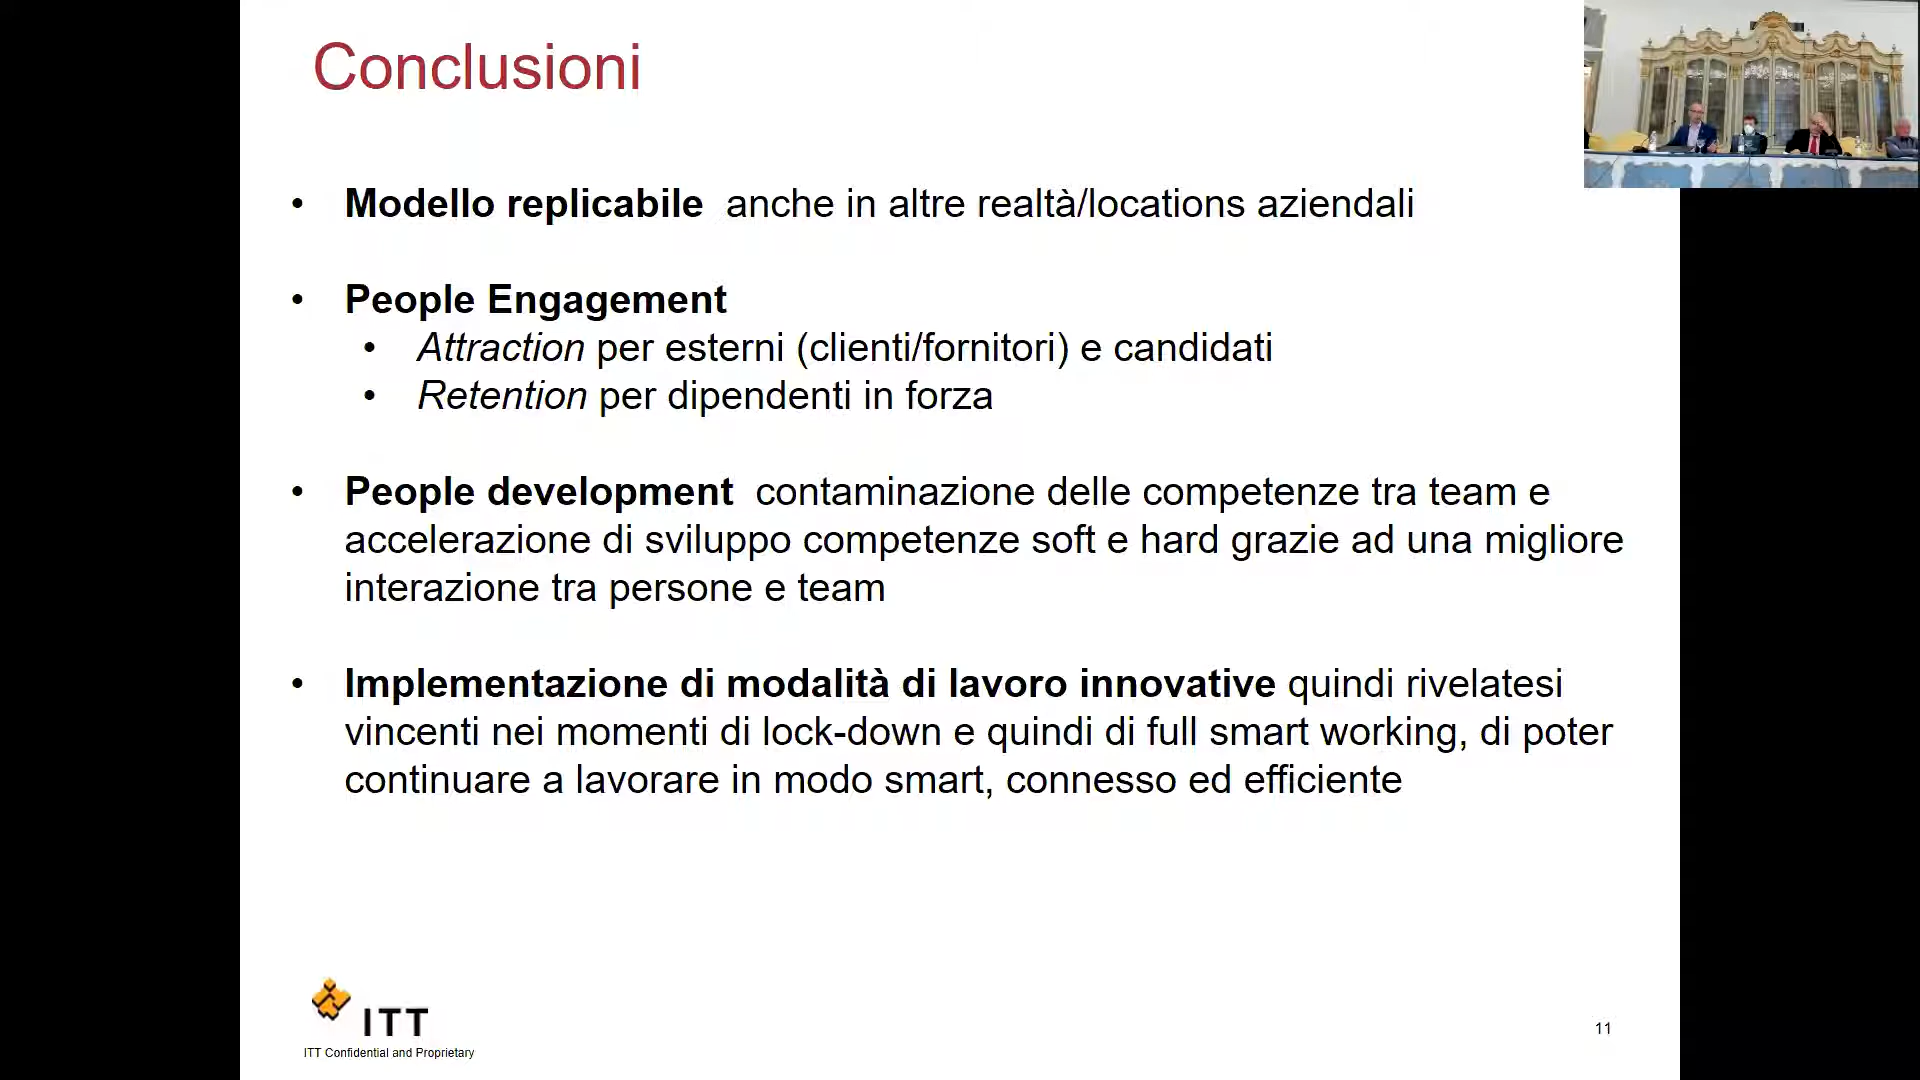 Conclusioni
• Modello replicabile anche in altre realtà/locations aziendali
• People Engagement
• Attraction per esterni (clienti/fornitori) e candidati
• Retention per dipendenti in forza
• People development contaminazione delle competenze tra team e
accelerazione di sviluppo competenze soft e hard grazie ad una migliore
interazione tra persone e team
• Implementazione di modalità di lavoro innovative quindi rivelatesi
vincenti nei momenti di lock-down e quindi di full smart working, di poter
continuare a lavorare in modo smart, connesso ed efficiente
ITT
ITT Confidential and Proprietary
11